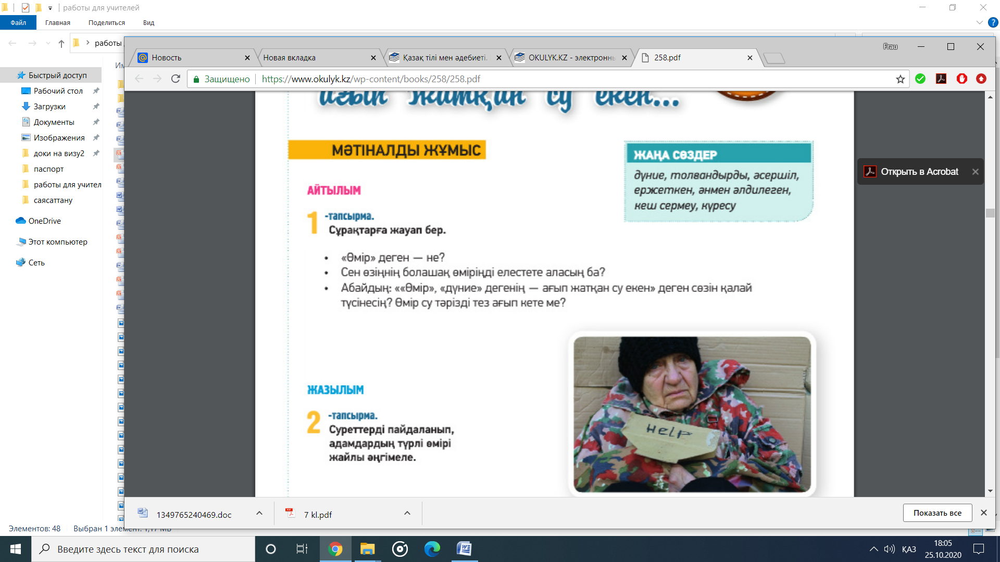 работы для учителей
Файл Главная Поделиться Вид
работы
Frau
Новость Новая вкладка Қазақ тілі мен әдебиеті. OKULYK.KZ - электронны 258.pdf
Защищено https://www.okulyk.kz/wp-content/books/258/258.pdf
Быстрый доступ
Рабочий стол
Загрузки
Документы
Изображения
доки на визу2
паспорт
работы для учител
саясаттану
OneDrive
Этот компьютер
Сеть
ағып жатқан су екен...
МӘТІНАЛДЫ ЖҰМЫС
ЖАҢА СӨЗДЕР
дүние, толғандырды, әсершіл,
ержеткен, әнмен әлдилеген,
кеш сермеу, күресу
Открыть в Acrobat
АЙТЫЛЫМ
1 -тапсырма.
Сұрақтарға жауап бер.
• «Өмір» деген — не?
• Сен өзіңнің болашақ өміріңді елестете аласың ба?
• Абайдың: ««Өмір», «дүние» дегенің — ағып жатқан су екен» деген сөзін қалай
түсінесің? Өмір су тәрізді тез ағып кете ме?
ЖАЗЫЛЫМ
2 -тапсырма.
Суреттерді пайдаланып,
адамдардың түрлі өмірі
жайлы әңгімеле.
HELP
1349765240469.doc 7 kl.pdf Показать все
Элементов: 48 Выбран 1 элемент: 1,17 МБ
Введите здесь текст для поиска
ҚАЗ
18:05
25.10.2020